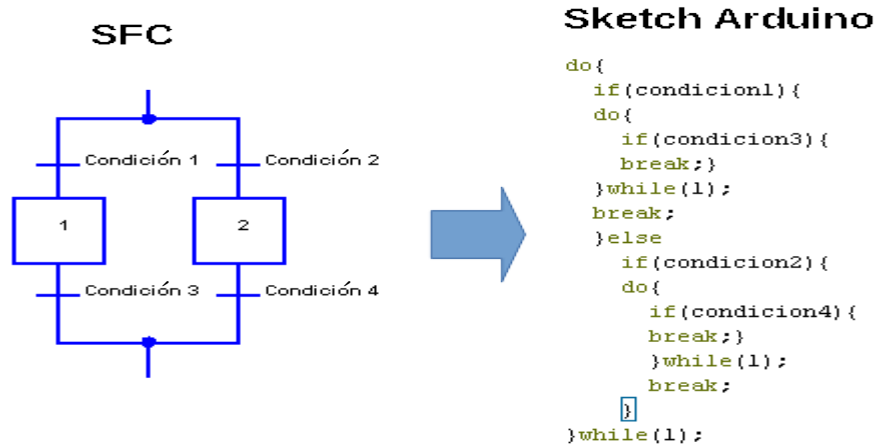 SFC
Condición 1
Condición 2
1
2
Condición 3
Condición 4
Sketch Arduino
do{
if(condicion1){
do{
if(condicion3){
break;}
}while(1);
break;
}else
if(condicion2){
do{
if(condicion4){
break;}
}while(1);
break;
}
}while(1);